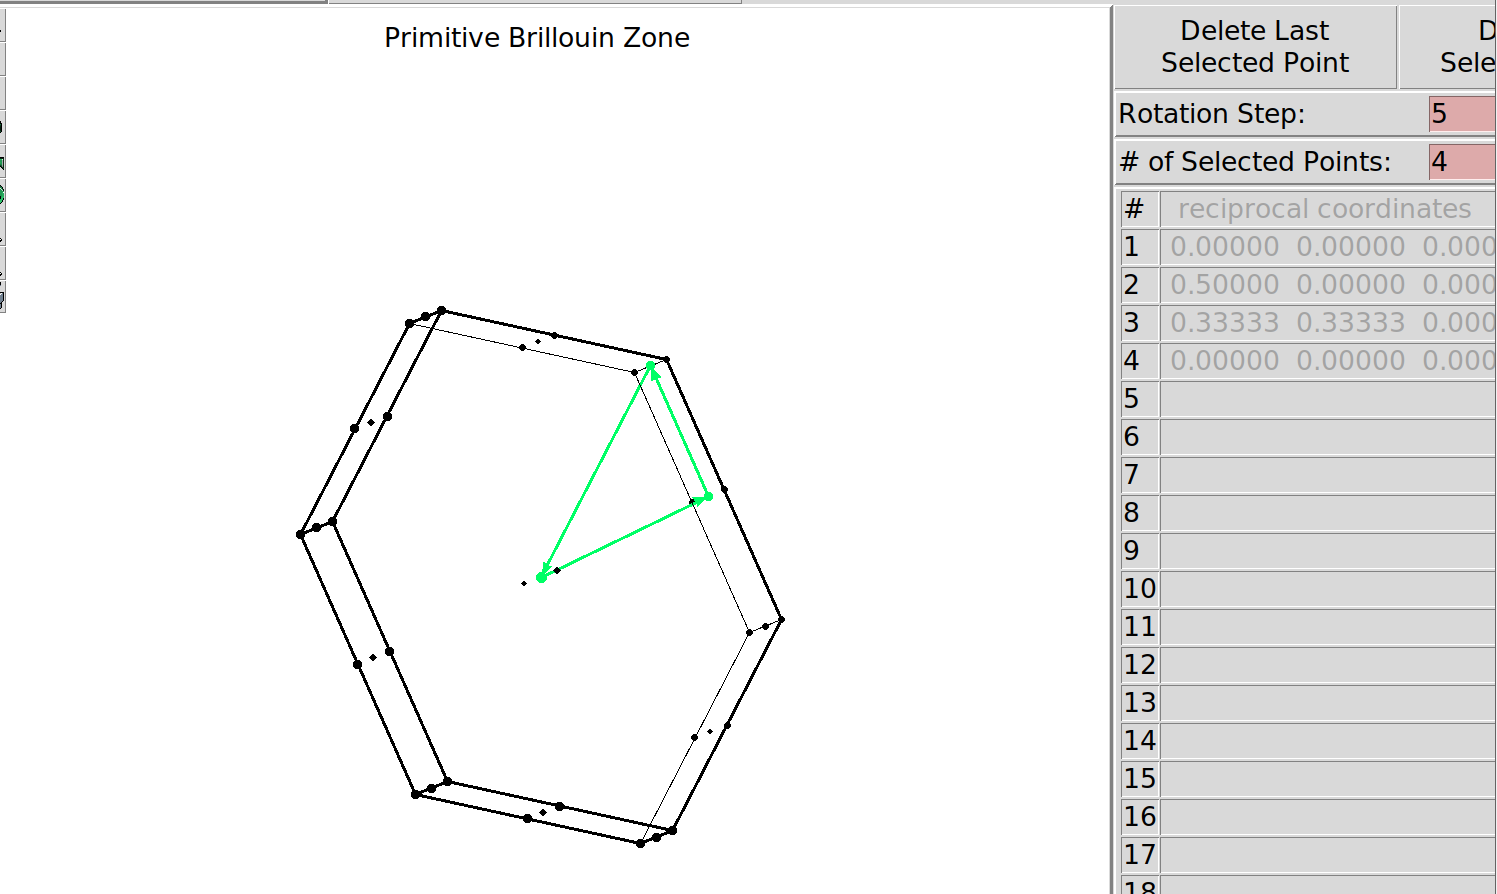 Primitive Brillouin Zone
Delete Last
Selected Point
Rotation Step: 5
# of Selected Points: 4
# reciprocal coordinates
1 0.00000 0.00000 0.000
2 0.50000 0.00000 0.000
3 0.33333 0.33333 0.000
4 0.00000 0.00000 0.000
5
6
7
8
9
10
11
12
13
14
15
16
17
18